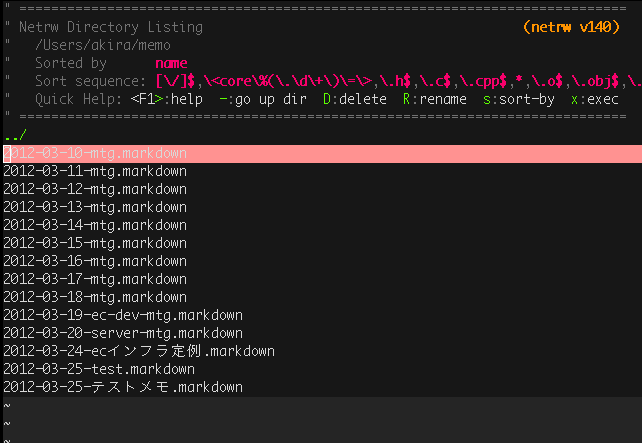 " ============================================================================
" Netrw Directory Listing                                        (netrw v140)
"   /Users/akira/memo
"   Sorted by      name
"   Sort sequence: [\/]$,\<core\%(\.\d\+\)\=\>,\.h$,\.c$,\.cpp$,*,\.o$,\.obj$,\.
"   Quick Help: <F1>:help  -:go up dir  D:delete  R:rename  s:sort-by  x:exec
" ============================================================================
../
2012-03-10-mtg.markdown
2012-03-11-mtg.markdown
2012-03-12-mtg.markdown
2012-03-13-mtg.markdown
2012-03-14-mtg.markdown
2012-03-15-mtg.markdown
2012-03-16-mtg.markdown
2012-03-17-mtg.markdown
2012-03-18-mtg.markdown
2012-03-19-ec-dev-mtg.markdown
2012-03-20-server-mtg.markdown
2012-03-24-ecインフラ定例.markdown
2012-03-25-test.markdown
2012-03-25-テストメモ.markdown
~
~
~